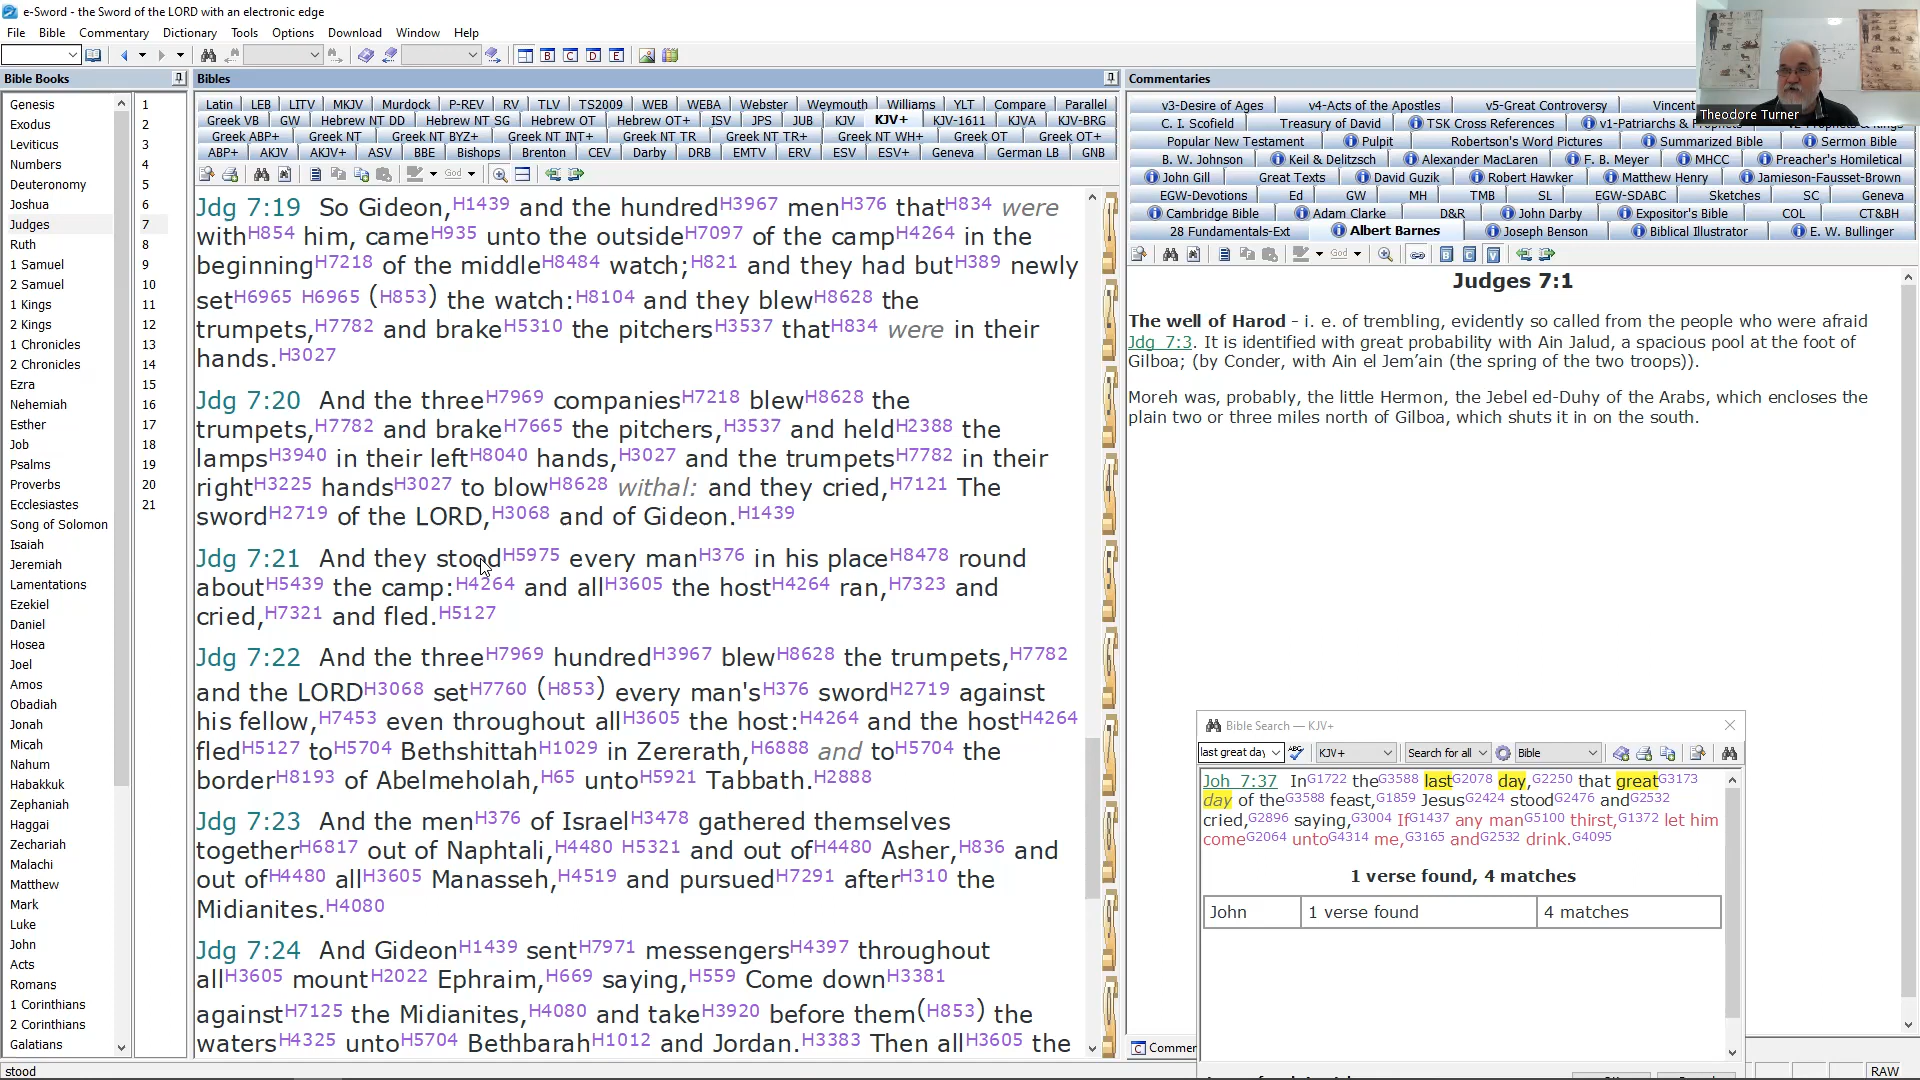 e-Sword - the Sword of the LORD with an electronic edge
File Bible Commentary Dictionary Tools Options Download Window Help
B C D E
Bible Books
Genesis
Exodus
Leviticus
Numbers
Deuteronomy
Joshua
Judges
Ruth
1 Samuel
2 Samuel
1 Kings
2 Kings
1 Chronicles
2 Chronicles
Ezra
Nehemiah
Esther
Job
Psalms
Proverbs
Ecclesiastes
Song of Solomon
Isaiah
Jeremiah
Lamentations
Ezekiel
Daniel
Hosea
Joel
Amos
Obadiah
Jonah
Micah
Nahum
Habakkuk
Zephaniah
Haggai
Zechariah
Malachi
Matthew
Mark
Luke
John
Acts
Romans
1 Corinthians
2 Corinthians
Galatians
1
2
3
4
5
6
7
8
9
10
11
12
13
14
15
16
17
18
19
20
21
Bibles
Latin LEB LITV MKJV Murdock P-REV RV TLV TS2009 WEB WEBA Webster Weymouth Williams YLT Compare Parallel
Greek VB GW Hebrew NT DD Hebrew NT SG Hebrew OT Hebrew OT+ ISV JPS JUB KJV KJV+ KJV-1611 KJVA KJV-BRG
Greek ABP+ Greek NT Greek NT BYZ+ Greek NT INT+ Greek NT TR Greek NT TR+ Greek NT WH+ Greek OT Greek OT+
ABP+ AKJV AKJV+ ASV BBE Bishops Brenton CEV Darby DRB EMTV ERV ESV ESV+ Geneva German LB GNB
God
Jdg 7:19 So Gideon,H1439 and the hundredH3967 menH376 thatH834 were
withH854 him, cameH935 unto the outsideH7097 of the campH4264 in the
beginningH7218 of the middleH8484 watch;H821 and they had butH389 newly
setH6965 H6965 (H853) the watch:H8104 and they blewH8628 the
trumpets,H7782 and brakeH5310 the pitchersH3537 thatH834 were in their
hands.H3027
Jdg 7:20 And the threeH7969 companiesH7218 blewH8628 the
trumpets,H7782 and brakeH7665 the pitchers,H3537 and heldH2388 the
lampsH3940 in their leftH8040 hands,H3027 and the trumpetsH7782 in their
rightH3225 handsH3027 to blowH8628 withal: and they cried,H7121 The
swordH2719 of the LORD,H3068 and of Gideon.H1439
Jdg 7:21 And they stoodH5975 every manH376 in his placeH8478 round
aboutH5439 the camp:H4264 and allH3605 the hostH4264 ran,H7323 and
cried,H7321 and fled.H5127
Jdg 7:22 And the threeH7969 hundredH3967 blewH8628 the trumpets,H7782
and the LORDH3068 setH7760 (H853) every man'sH376 swordH2719 against
his fellow,H7453 even throughout allH3605 the host:H4264 and the hostH4264
fledH5127 toH5704 BethshittahH1029 in Zererath,H6888 and toH5704 the
borderH8193 of Abelmeholah,H65 untoH5921 Tabbath.H2888
Jdg 7:23 And the menH376 of IsraelH3478 gathered themselves
togetherH6817 out of Naphtali,H4480 H5321 and out ofH4480 Asher,H836 and
out ofH4480 allH3605 Manasseh,H4519 and pursuedH7291 afterH310 the
Midianites.H4080
Jdg 7:24 And GideonH1439 sentH7971 messengersH4397 throughout
allH3605 mountH2022 Ephraim,H669 saying,H559 Come downH3381
againstH7125 the Midianites,H4080 and takeH3920 before them(H853) the
watersH4325 untoH5704 BethbarahH1012 and Jordan.H3383 Then allH3605 the
Commentaries
v3-Desire of Ages v4-Acts of the Apostles v5-Great Controversy Vincent
C. I. Scofield Treasury of David TSK Cross References v1-Patriarchs &
Popular New Testament Pulpit Robertson's Word Pictures Summarized Bible Sermon Bible
B. W. Johnson Keil & Delitzsch Alexander MacLaren F. B. Meyer MHCC Preacher's Homiletical
John Gill Great Texts David Guzik Robert Hawker Matthew Henry Jamieson-Fausset-Brown
EGW-Devotions Ed GW MH TMB SL EGW-SDABC Sketches SC Geneva
Cambridge Bible Adam Clarke D&R John Darby Expositor's Bible COL CT&BH
28 Fundamentals-Ext Albert Barnes Joseph Benson Biblical Illustrator E. W. Bullinger
God B C V
Judges 7:1
The well of Harod - i. e. of trembling, evidently so called from the people who were afraid
Jdg_7:3. It is identified with great probability with Ain Jalud, a spacious pool at the foot of
Gilboa; (by Conder, with Ain el Jem’ain (the spring of the two troops)).
Moreh was, probably, the little Hermon, the Jebel ed-Duhy of the Arabs, which encloses the
plain two or three miles north of Gilboa, which shuts it in on the south.
Theodore Turner
Bible Search — KJV+
last great day KJV+ Search for all Bible
Joh_7:37 InG1722 theG3588 lastG2078 day,G2250 that greatG3173
day of theG3588 feast,G1859 JesusG2424 stoodG2476 andG2532
cried,G2896 saying,G3004 IfG1437 any manG5100 thirst,G1372 let him
comeG2064 untoG4314 me,G3165 andG2532 drink.G4095
1 verse found, 4 matches
John 1 verse found 4 matches
C Commer
stood
RAW